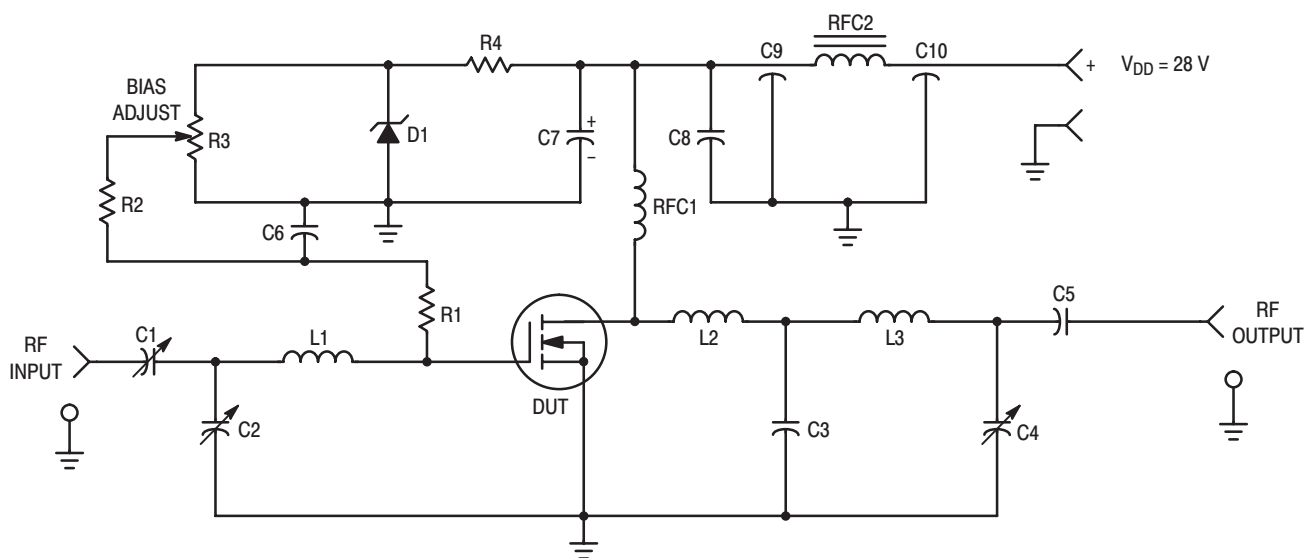 RFC2
R4
C9
C10
+
V_DD = 28 V
BIAS
ADJUST
R3
D1
C7
+
–
C8
R2
C6
RFC1
R1
C5
RF
INPUT
C1
L1
L2
L3
RF
OUTPUT
DUT
C2
C3
C4